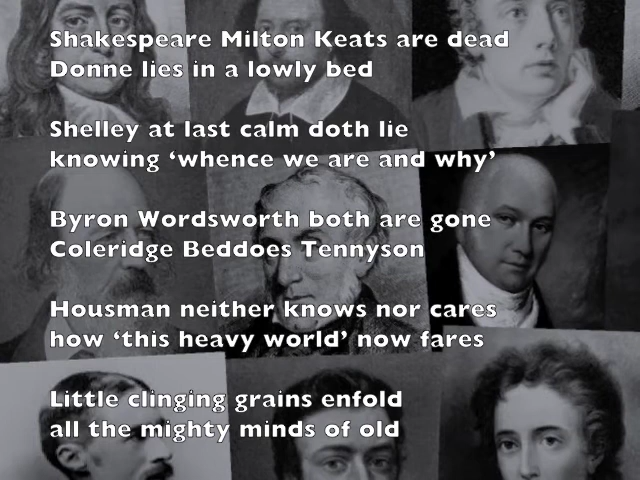 Shakespeare Milton Keats are dead
Donne lies in a lowly bed
Shelley at last calm doth lie
knowing ‘whence we are and why’
Byron Wordsworth both are gone
Coleridge Beddoes Tennyson
Housman neither knows nor cares
how ‘this heavy world’ now fares
Little clinging grains enfold
all the mighty minds of old